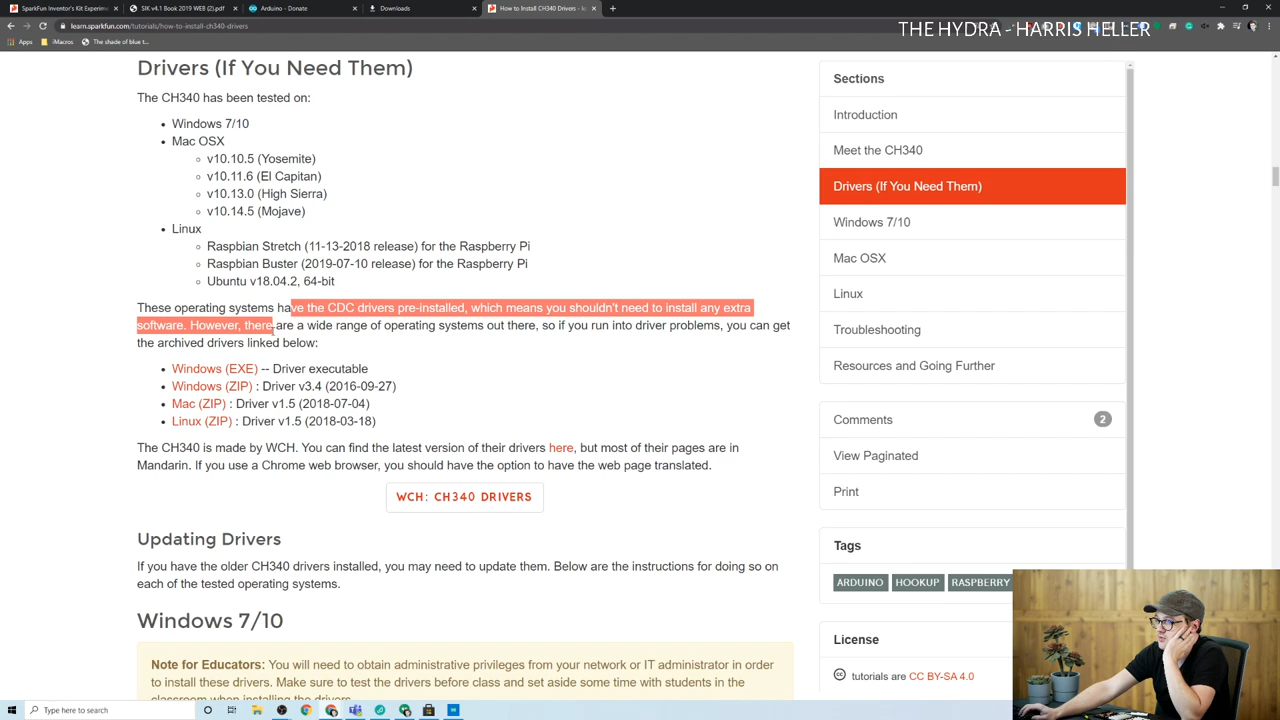 SparkFun Inventor's Kit Experim
SIK v4.1 Book 2019 WEB (2).pdf
Arduino - Donate
Downloads
How to Install CH340 Drivers - l
learn.sparkfun.com/tutorials/how-to-install-ch340-drivers
THE HYDRA - HARRIS HELLER
Apps
iMacros
The shade of blue t...
Drivers (If You Need Them)
The CH340 has been tested on:
Windows 7/10
Mac OSX
v10.10.5 (Yosemite)
v10.11.6 (El Capitan)
v10.13.0 (High Sierra)
v10.14.5 (Mojave)
Linux
Raspbian Stretch (11-13-2018 release) for the Raspberry Pi
Raspbian Buster (2019-07-10 release) for the Raspberry Pi
Ubuntu v18.04.2, 64-bit
These operating systems have the CDC drivers pre-installed, which means you shouldn't need to install any extra
software. However, there are a wide range of operating systems out there, so if you run into driver problems, you can get
the archived drivers linked below:
Windows (EXE) -- Driver executable
Windows (ZIP) : Driver v3.4 (2016-09-27)
Mac (ZIP) : Driver v1.5 (2018-07-04)
Linux (ZIP) : Driver v1.5 (2018-03-18)
The CH340 is made by WCH. You can find the latest version of their drivers here, but most of their pages are in
Mandarin. If you use a Chrome web browser, you should have the option to have the web page translated.
WCH: CH340 DRIVERS
Updating Drivers
If you have the older CH340 drivers installed, you may need to update them. Below are the instructions for doing so on
each of the tested operating systems.
Windows 7/10
Note for Educators: You will need to obtain administrative privileges from your network or IT administrator in order
to install these drivers. Make sure to test the drivers before class and set aside some time with students in the
classroom when installing the drivers.
Sections
Introduction
Meet the CH340
Drivers (If You Need Them)
Windows 7/10
Mac OSX
Linux
Troubleshooting
Resources and Going Further
Comments 2
View Paginated
Print
Tags
ARDUINO HOOKUP RASPBERRY
License
tutorials are CC BY-SA 4.0
Type here to search